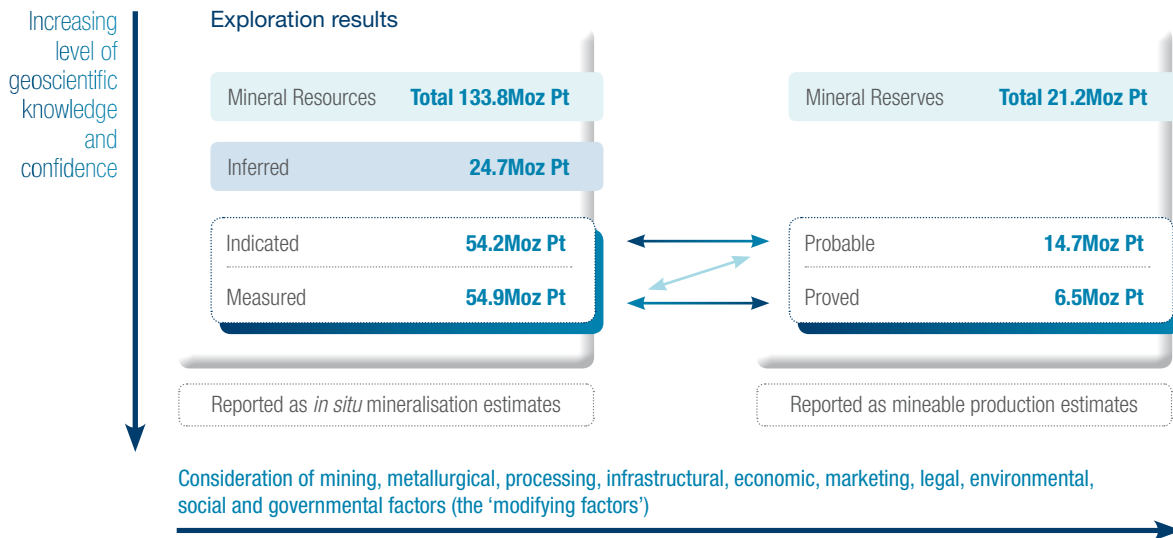 Increasing
level of
geoscientific
knowledge
and
confidence
Exploration results
Mineral Resources Total 133.8Moz Pt
Inferred 24.7Moz Pt
Indicated 54.2Moz Pt
Measured 54.9Moz Pt
Reported as in situ mineralisation estimates
Mineral Reserves Total 21.2Moz Pt
Probable 14.7Moz Pt
Proved 6.5Moz Pt
Reported as mineable production estimates
Consideration of mining, metallurgical, processing, infrastructural, economic, marketing, legal, environmental,
social and governmental factors (the ‘modifying factors’)